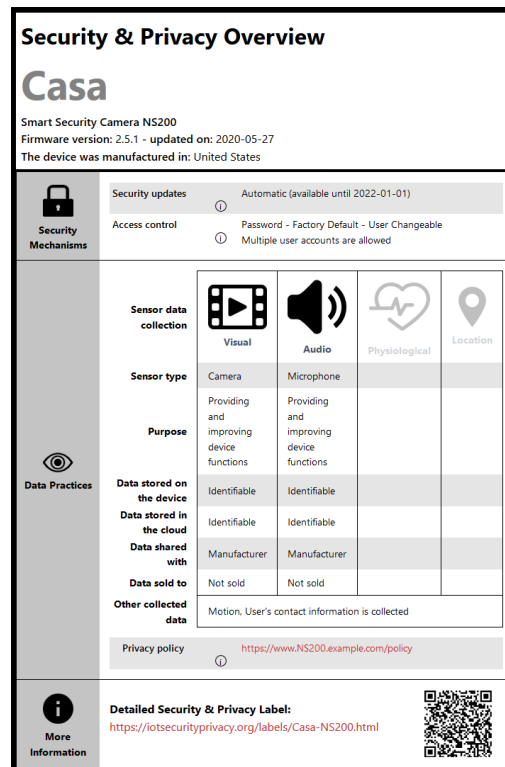 Security & Privacy Overview
Casa
Smart Security Camera NS200
Firmware version: 2.5.1 - updated on: 2020-05-27
The device was manufactured in: United States
Security Mechanisms
Security updates
Automatic (available until 2022-01-01)
Access control
Password - Factory Default - User Changeable
Multiple user accounts are allowed
Data Practices
Sensor data
collection
Visual
Audio
Physiological
Location
Sensor type
Camera
Microphone
Purpose
Providing
and
improving
device
functions
Providing
and
improving
device
functions
Data stored on
the device
Identifiable
Identifiable
Data stored in
the cloud
Identifiable
Identifiable
Data shared
with
Manufacturer
Manufacturer
Data sold to
Not sold
Not sold
Other collected
data
Motion, User's contact information is collected
Privacy policy
https://www.NS200.example.com/policy
More
Information
Detailed Security & Privacy Label:
https://iotsecurityprivacy.org/labels/Casa-NS200.html